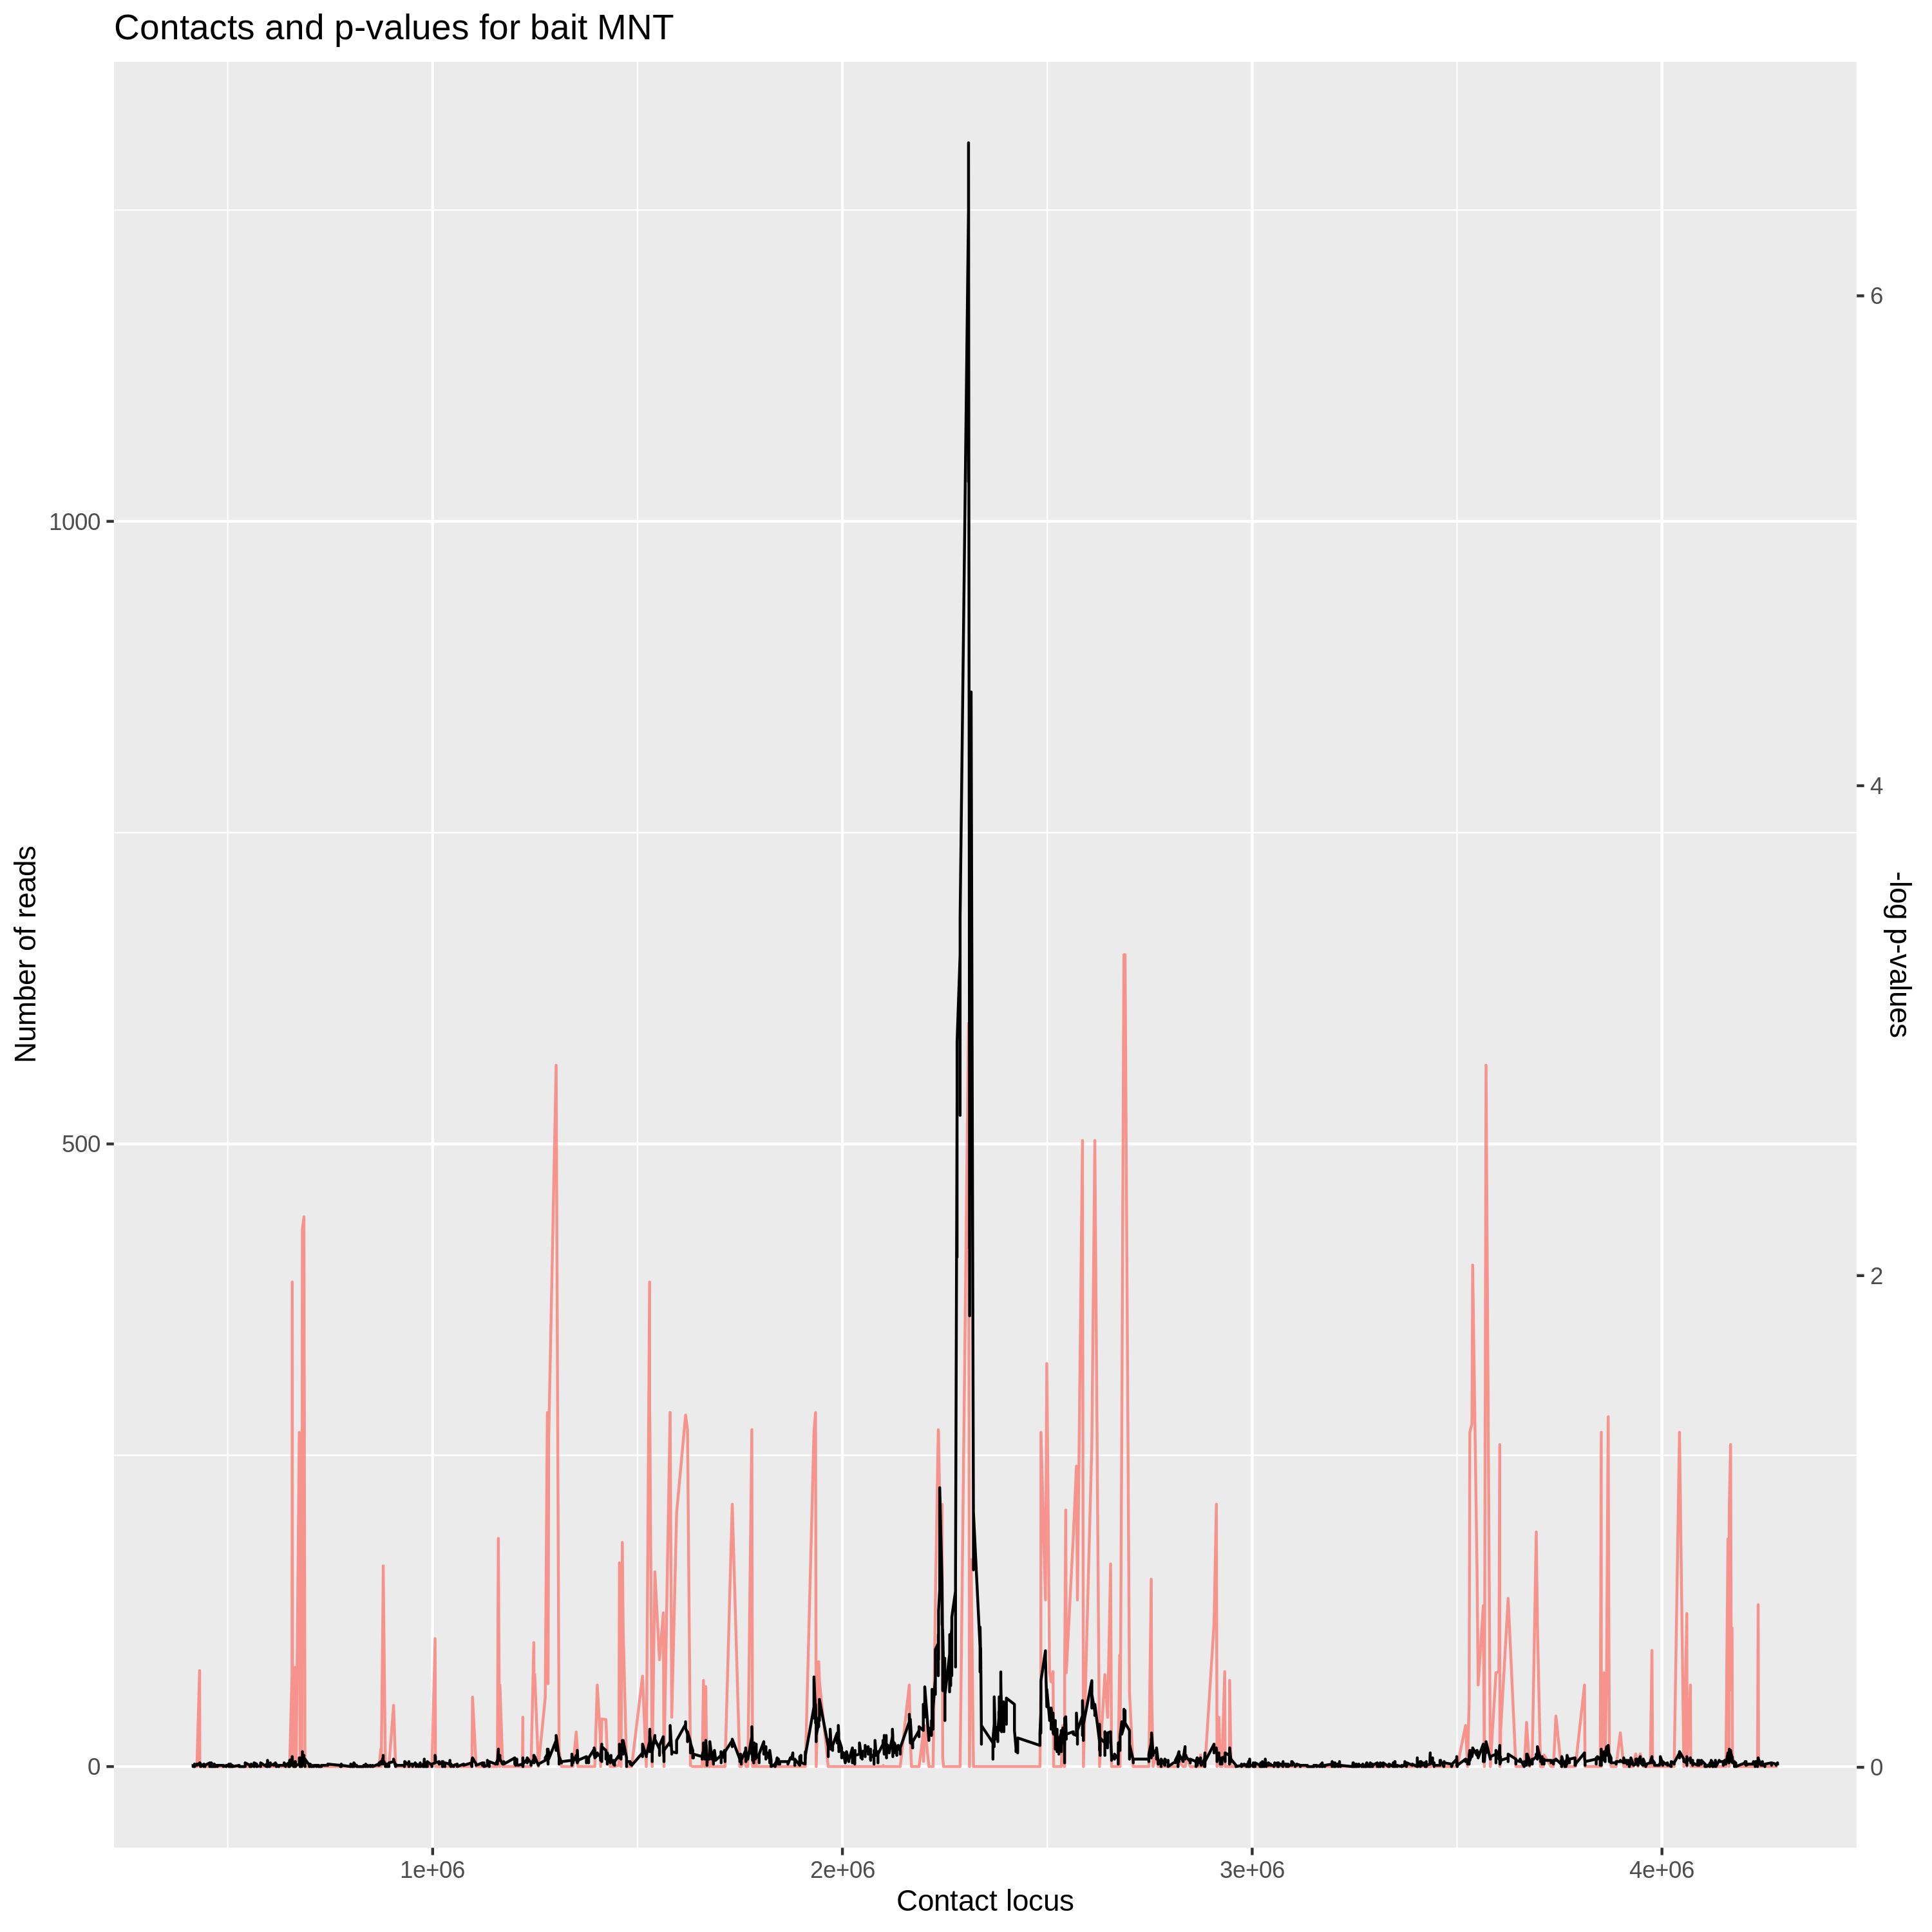 Contacts and p-values for bait MNT
1000
500
0
6
4
2
0
Number of reads
-log p-values
1e+06
2e+06
3e+06
4e+06
Contact locus